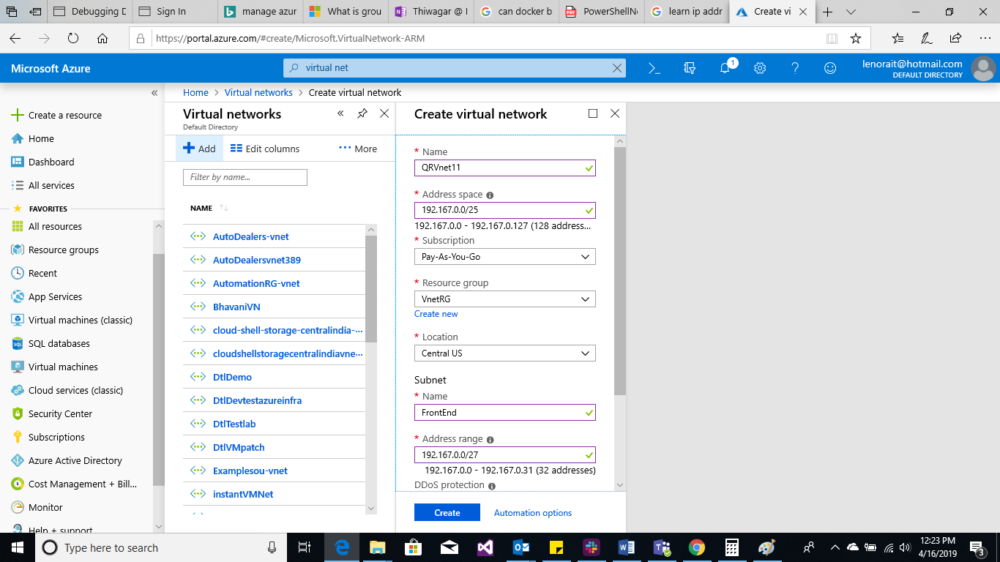 Debugging D
Sign In
manage azur
What is grou
Thiwagar @ I
can docker b
PowerShellNo
learn ip addr
Create vi
https://portal.azure.com/#create/Microsoft.VirtualNetwork-ARM
Microsoft Azure
virtual net
1
lenorait@hotmail.com
DEFAULT DIRECTORY
Create a resource
Home
Dashboard
All services
FAVORITES
All resources
Resource groups
Recent
App Services
Virtual machines (classic)
SQL databases
Virtual machines
Cloud services (classic)
Security Center
Subscriptions
Azure Active Directory
Cost Management + Bill...
Monitor
Help + support
Home > Virtual networks > Create virtual network
Virtual networks
Default Directory
Add
Edit columns
More
Filter by name...
NAME
AutoDealers-vnet
AutoDealersvnet389
AutomationRG-vnet
BhavaniVN
cloud-shell-storage-centralindia-...
cloudshellstoragecentralindiavne...
DtlDemo
DtlDevtestazureinfra
DtlTestlab
DtlVMpatch
Examplesou-vnet
instantVMNet
Create virtual network
* Name
QRVnet11
* Address space
192.167.0.0/25
192.167.0.0 - 192.167.0.127 (128 address...
* Subscription
Pay-As-You-Go
* Resource group
VnetRG
Create new
* Location
Central US
Subnet
* Name
FrontEnd
* Address range
192.167.0.0/27
192.167.0.0 - 192.167.0.31 (32 addresses)
DDoS protection
Create
Automation options
Type here to search
12:23 PM
4/16/2019
3